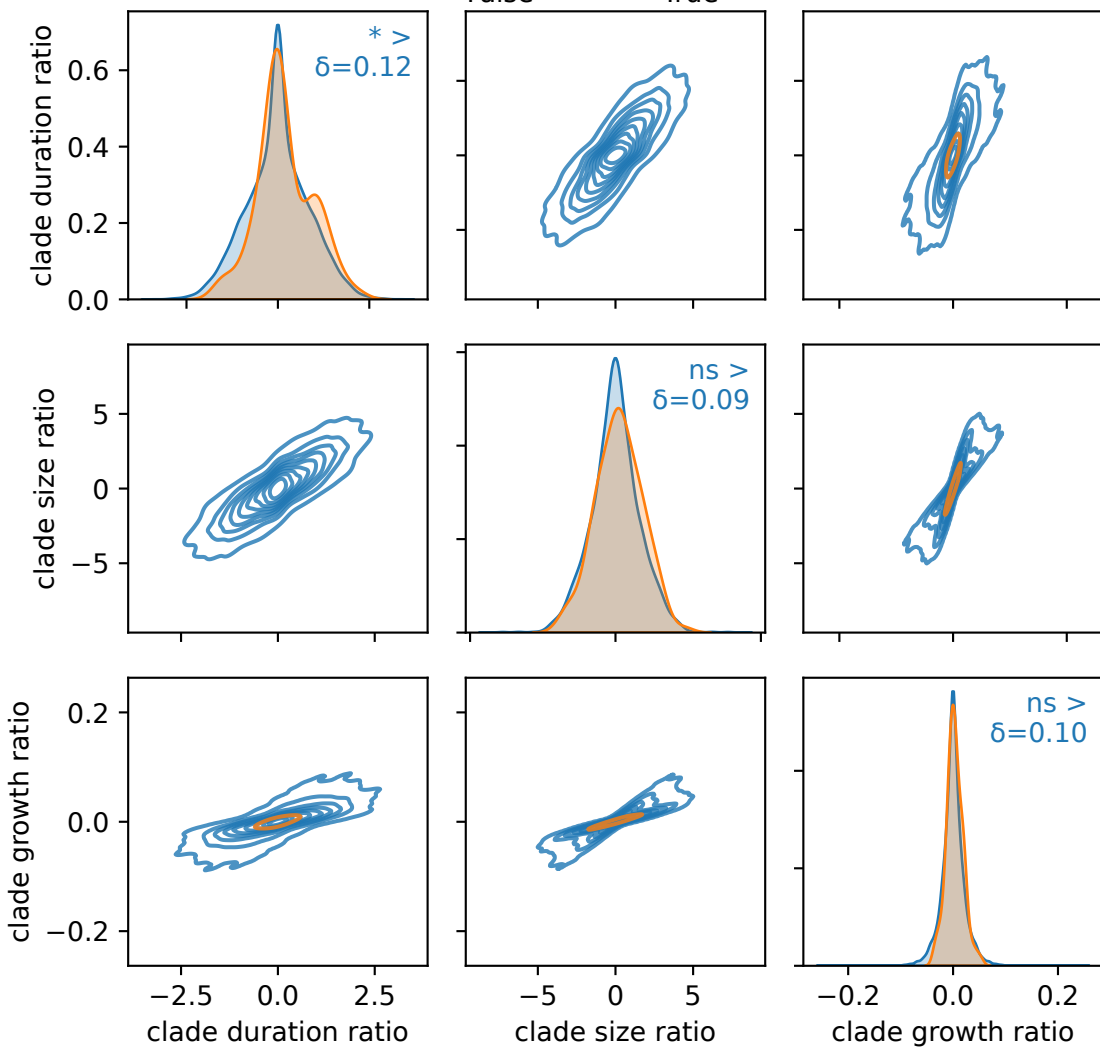 clade duration ratio
0.6
0.4
0.2
0.0
* >
δ=0.12
clade size ratio
5
0
−5
ns >
δ=0.09
clade growth ratio
0.2
0.0
−0.2
ns >
δ=0.10
−2.5 0.0 2.5
−5 0 5
−0.2 0.0 0.2
clade duration ratio
clade size ratio
clade growth ratio